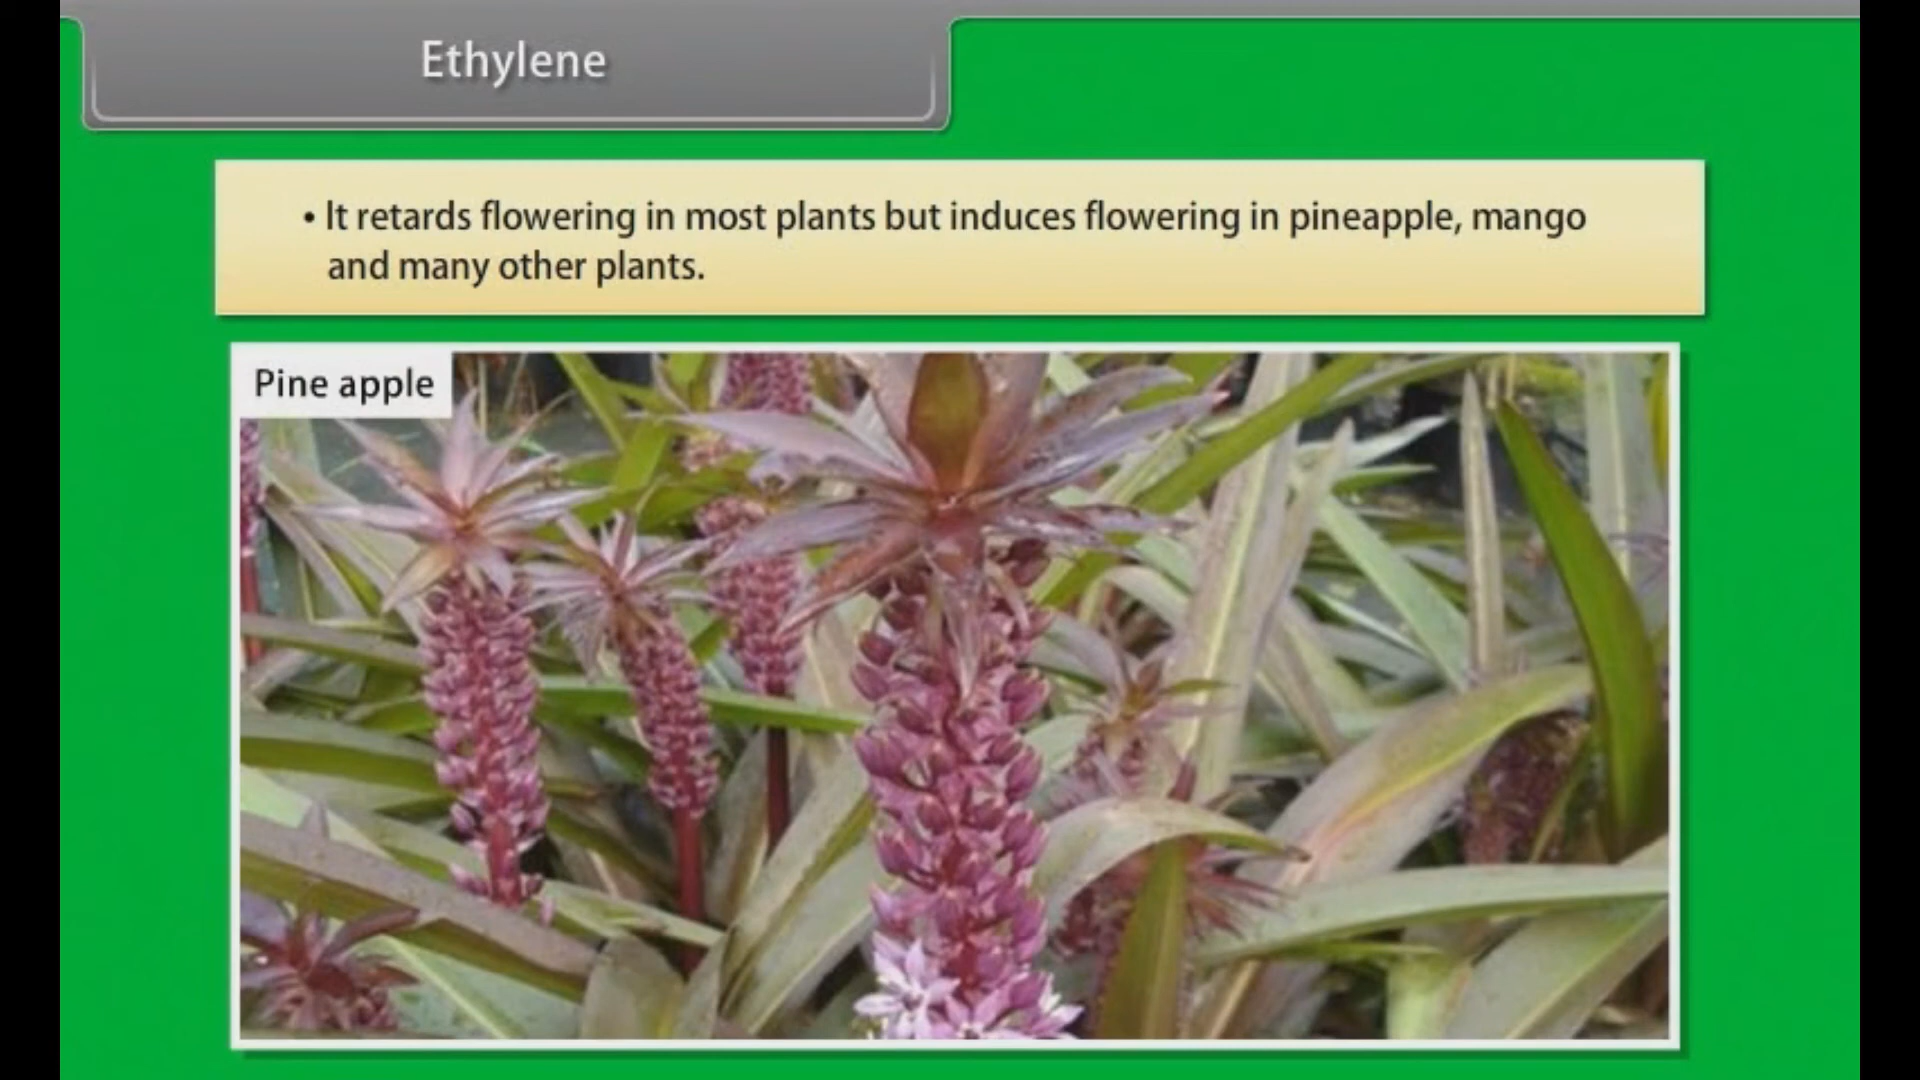 Ethylene
• It retards flowering in most plants but induces flowering in pineapple, mango
and many other plants.
Pine apple